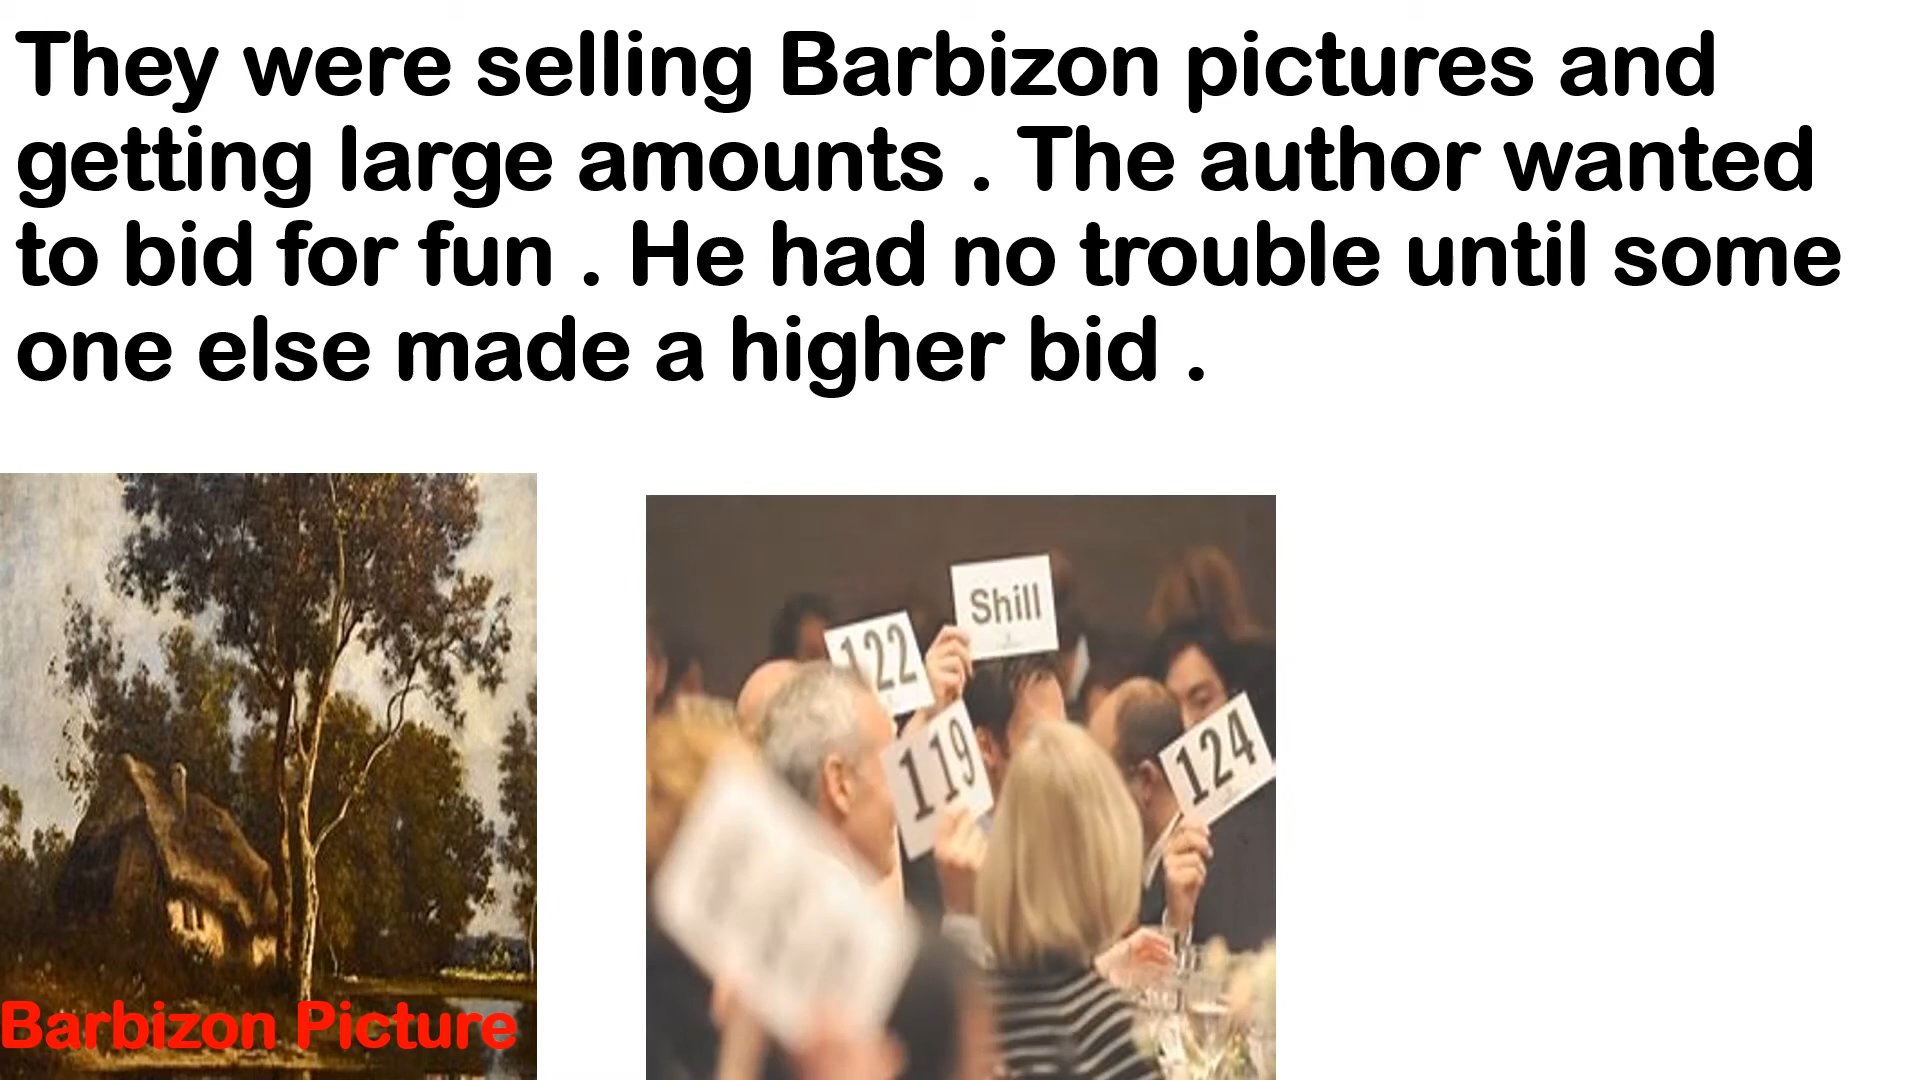 They were selling Barbizon pictures and
getting large amounts . The author wanted
to bid for fun . He had no trouble until some
one else made a higher bid .
Shill
122
119
124
Barbizon Picture